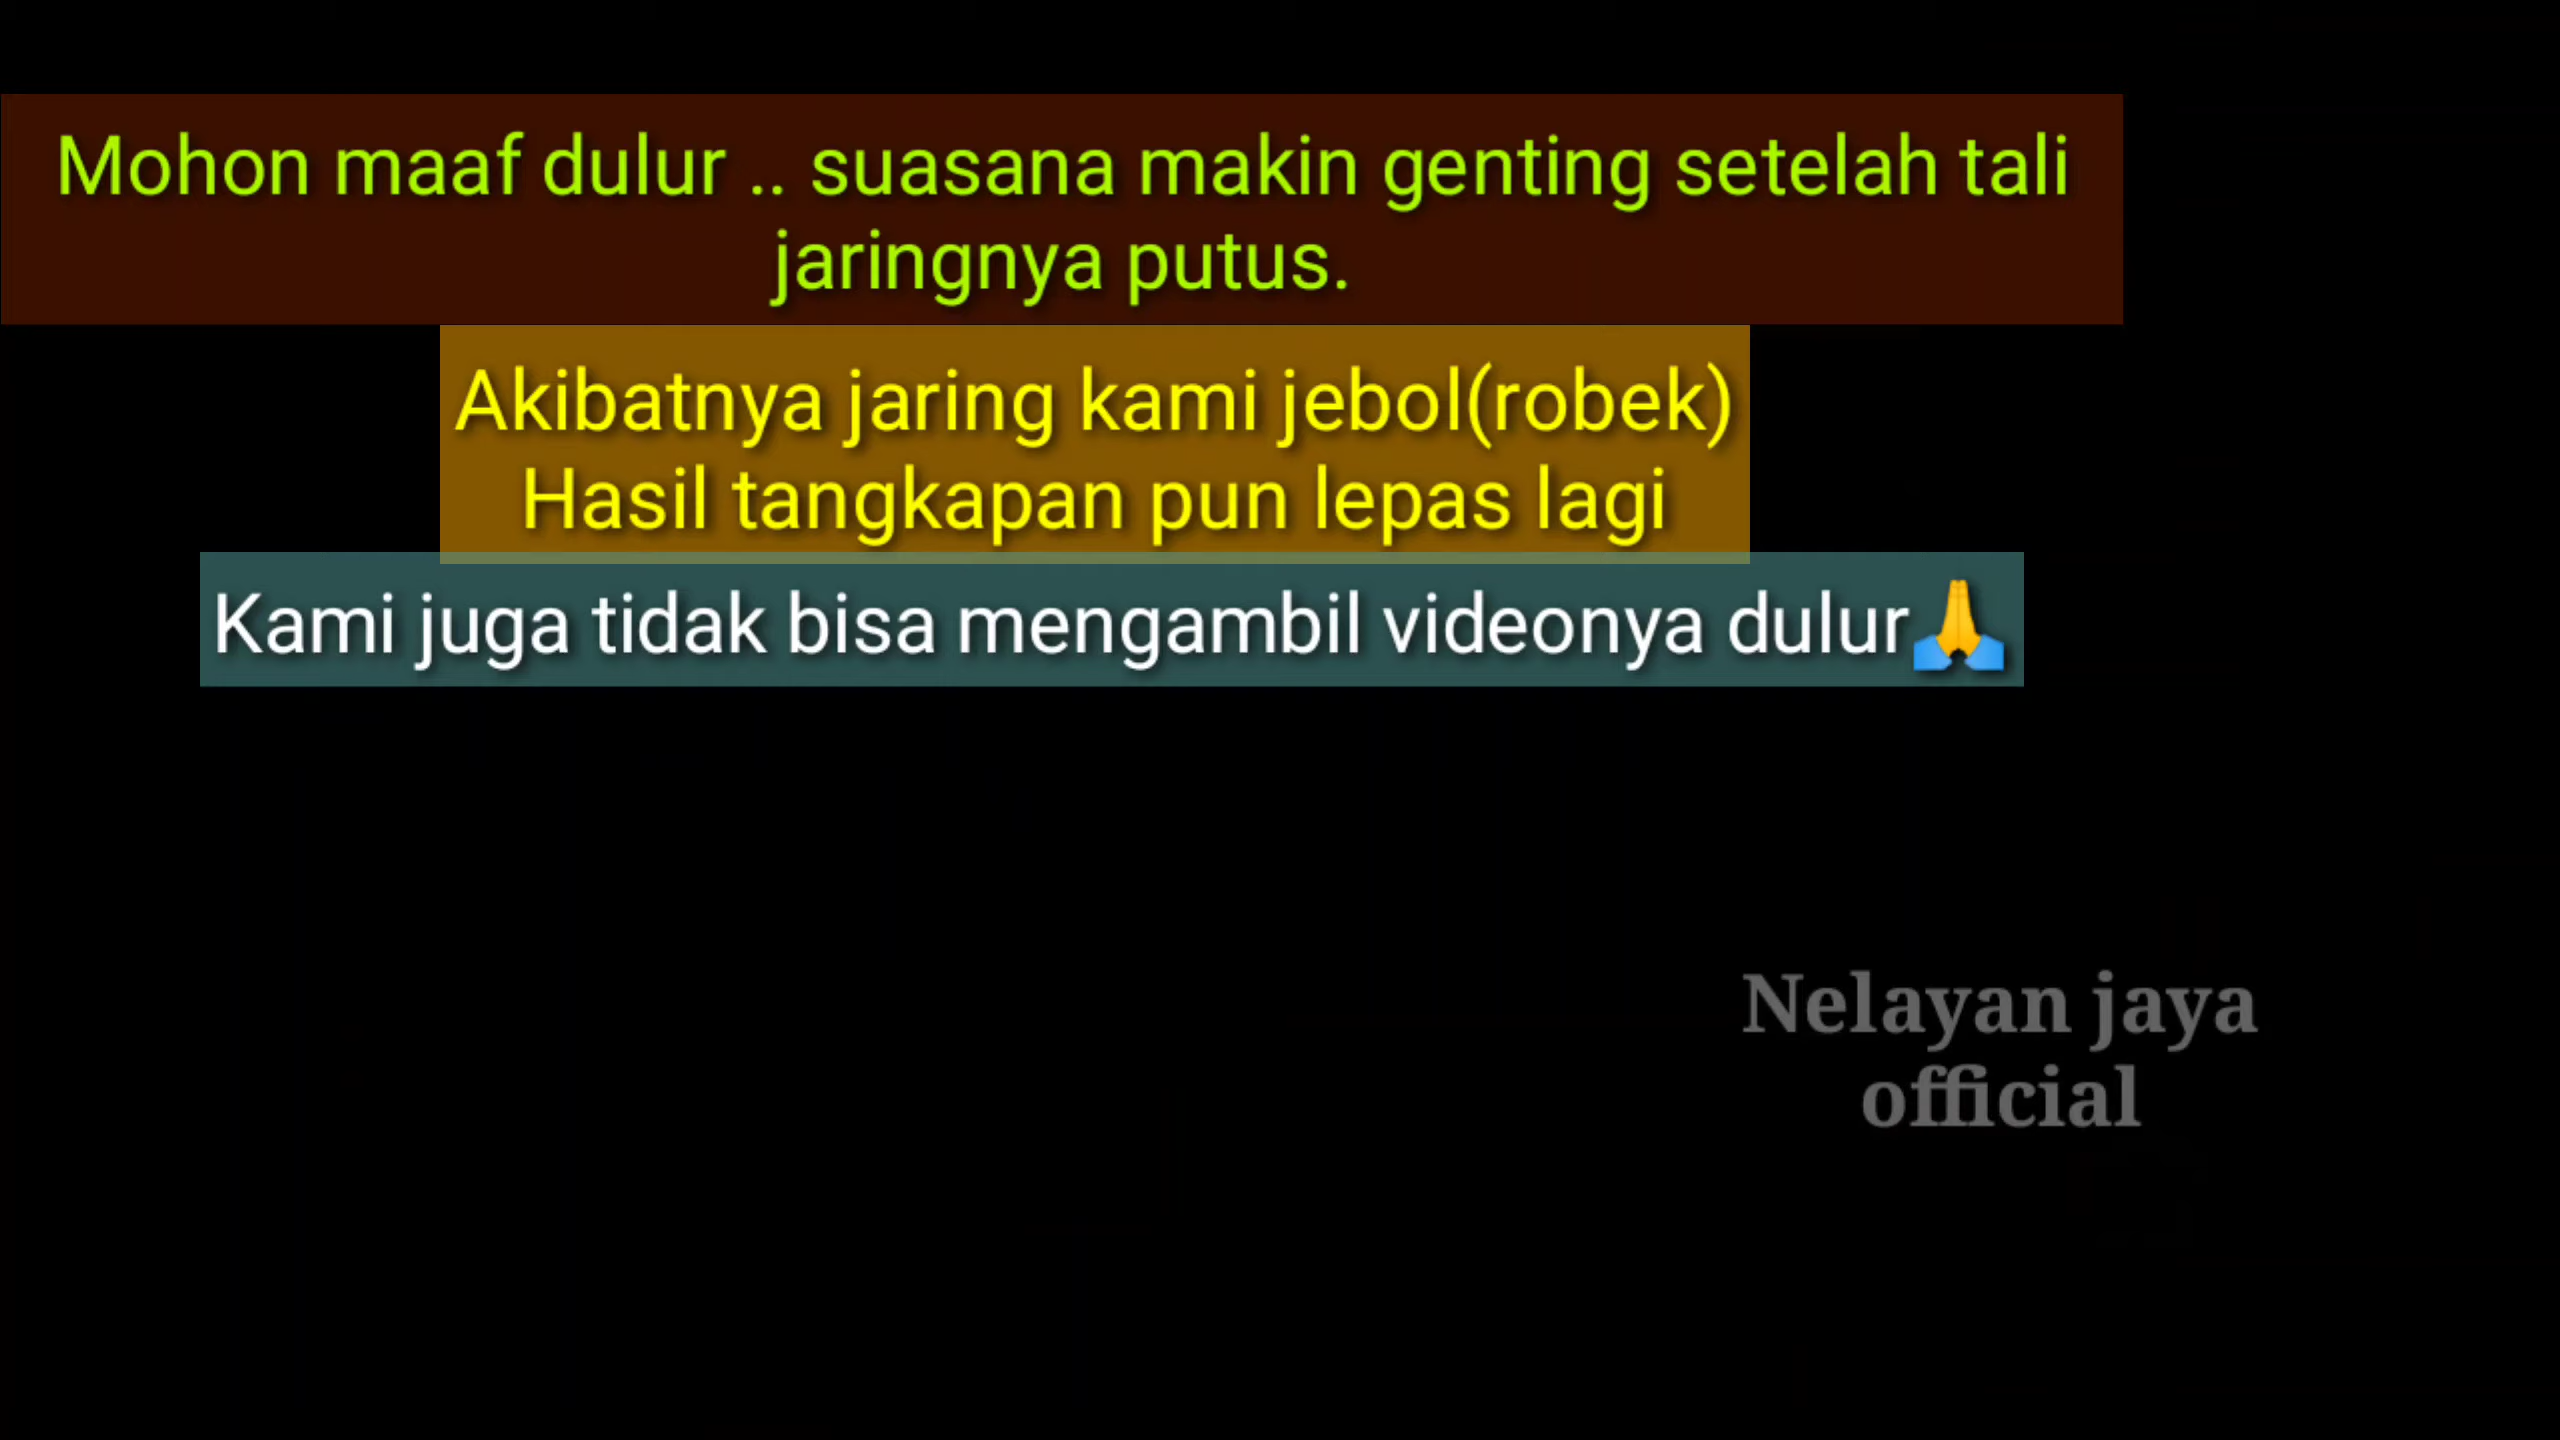 Mohon maaf dulur .. suasana makin genting setelah tali
jaringnya putus.
Akibatnya jaring kami jebol(robek)
Hasil tangkapan pun lepas lagi
Kami juga tidak bisa mengambil videonya dulur🙏
Nelayan jaya
official